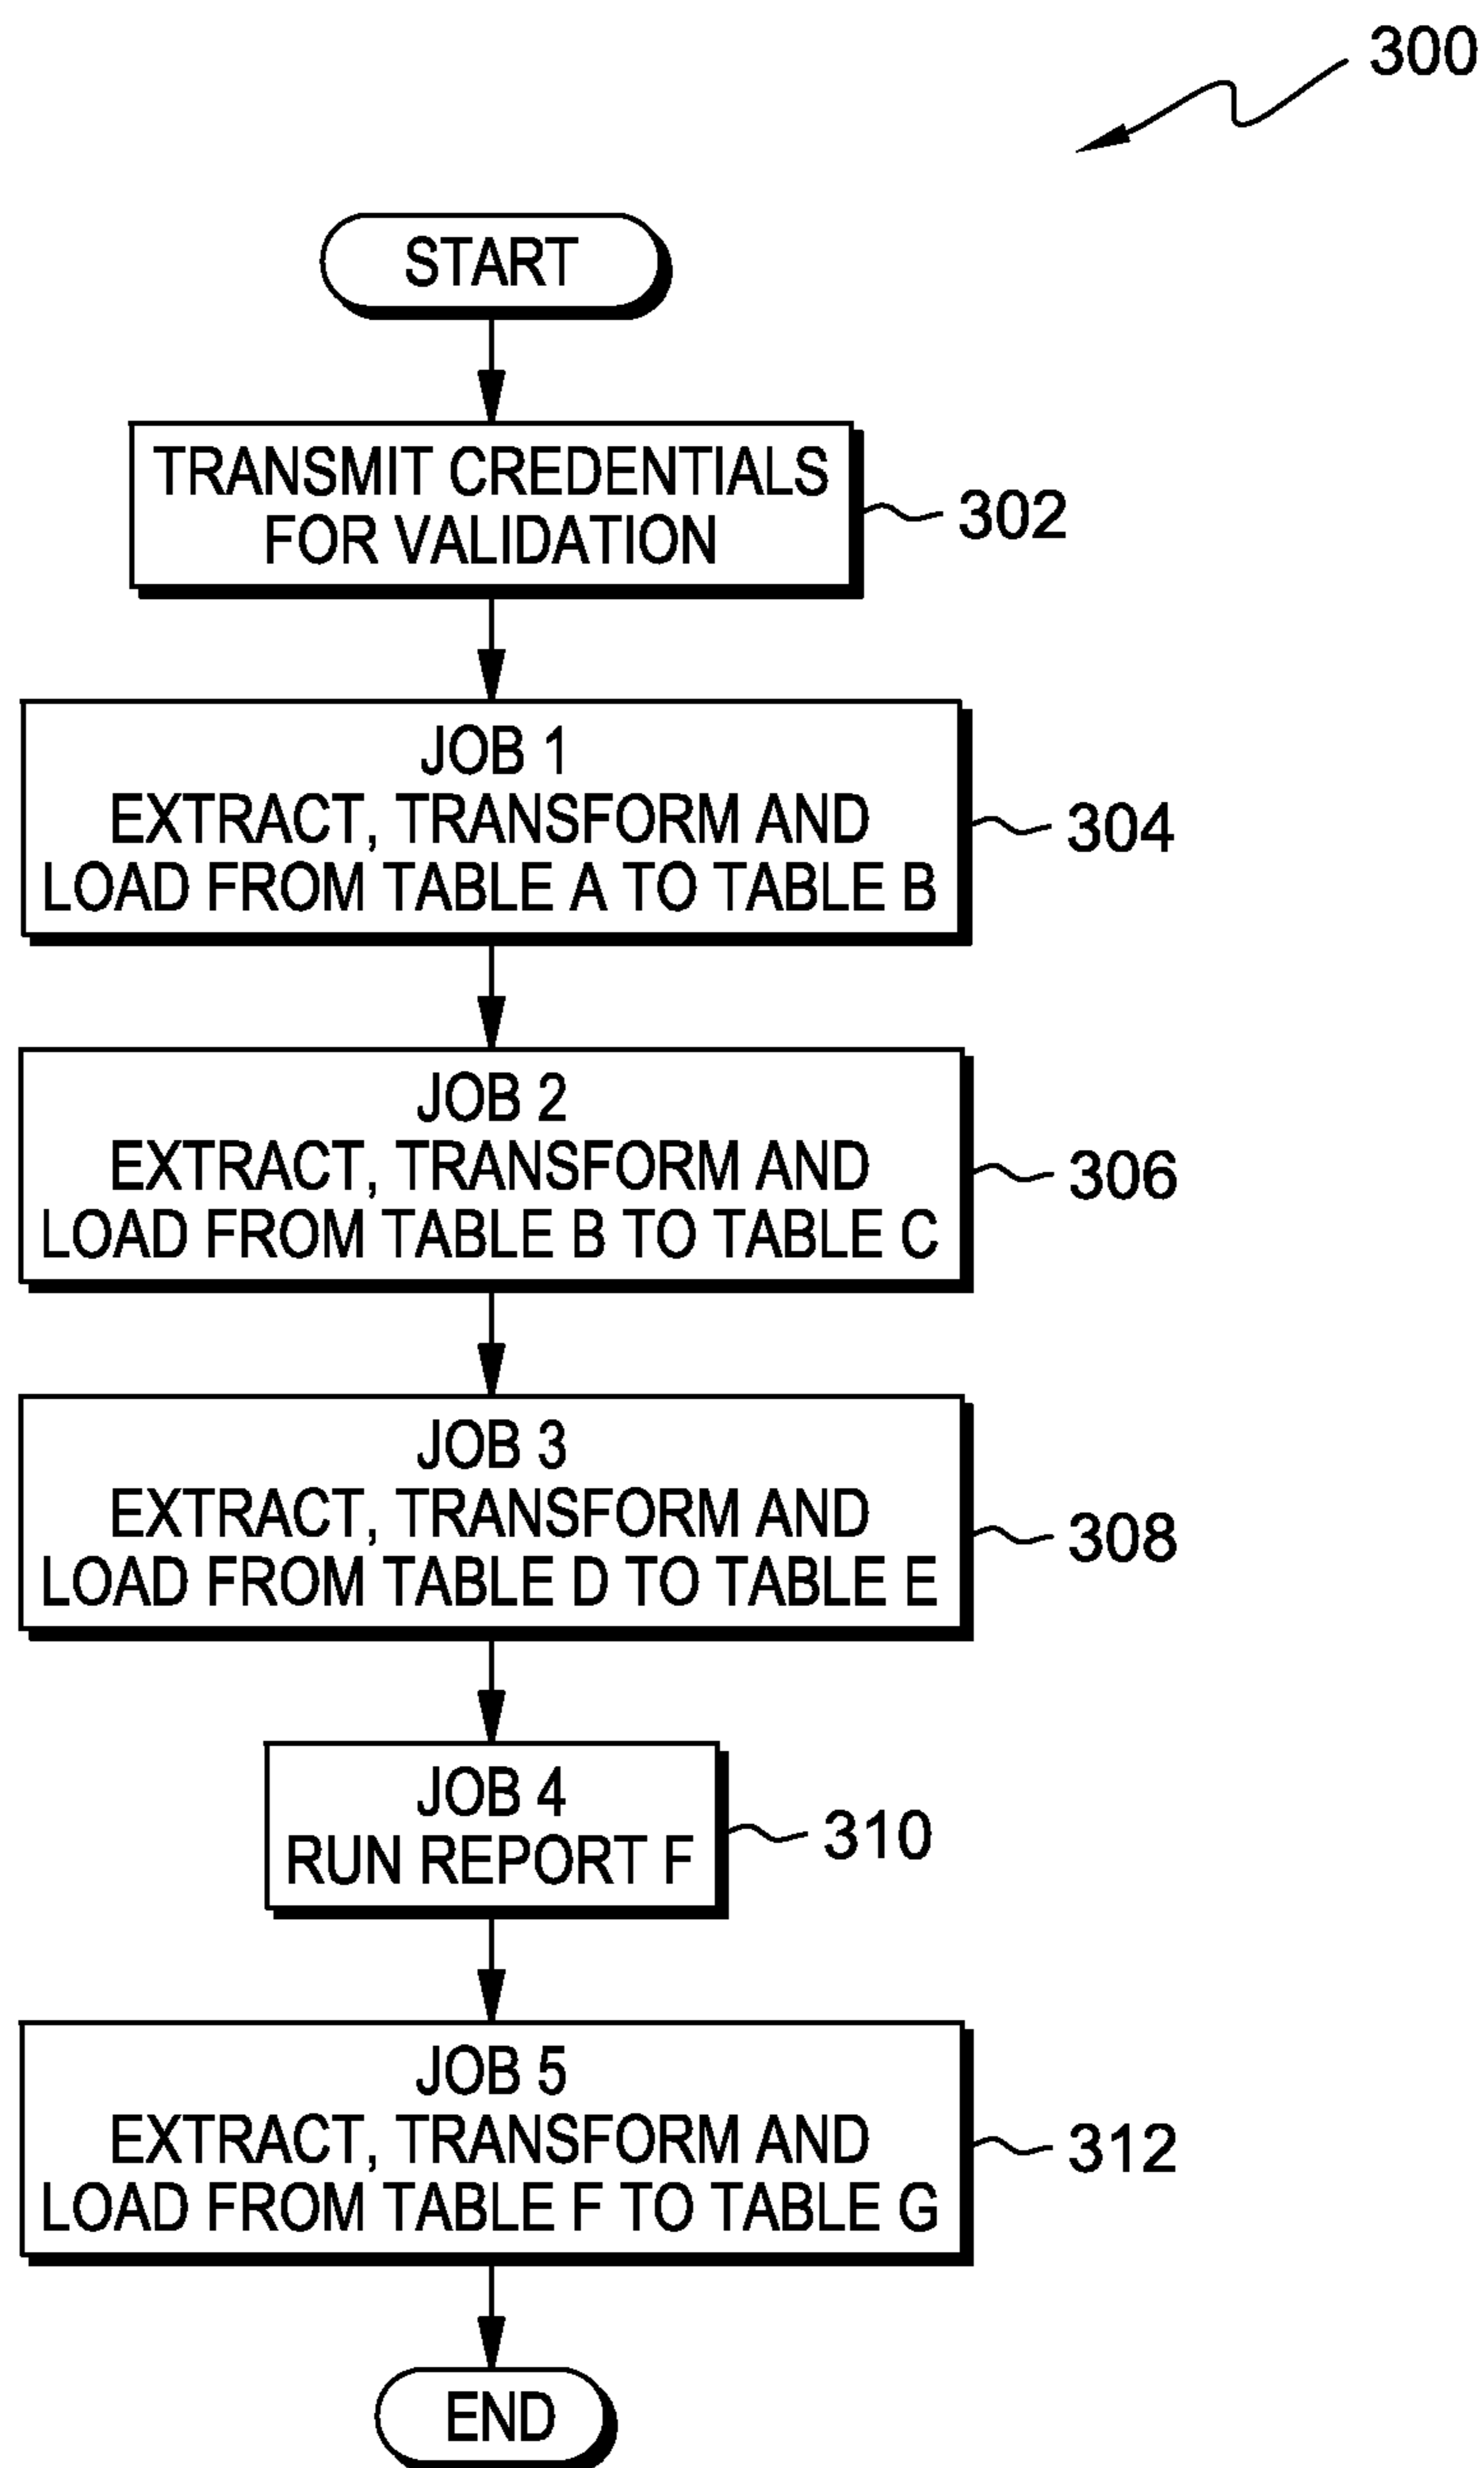 300
START
TRANSMIT CREDENTIALS
FOR VALIDATION
302
JOB 1
EXTRACT, TRANSFORM AND
LOAD FROM TABLE A TO TABLE B
304
JOB 2
EXTRACT, TRANSFORM AND
LOAD FROM TABLE B TO TABLE C
306
JOB 3
EXTRACT, TRANSFORM AND
LOAD FROM TABLE D TO TABLE E
308
JOB 4
RUN REPORT F
310
JOB 5
EXTRACT, TRANSFORM AND
LOAD FROM TABLE F TO TABLE G
312
END